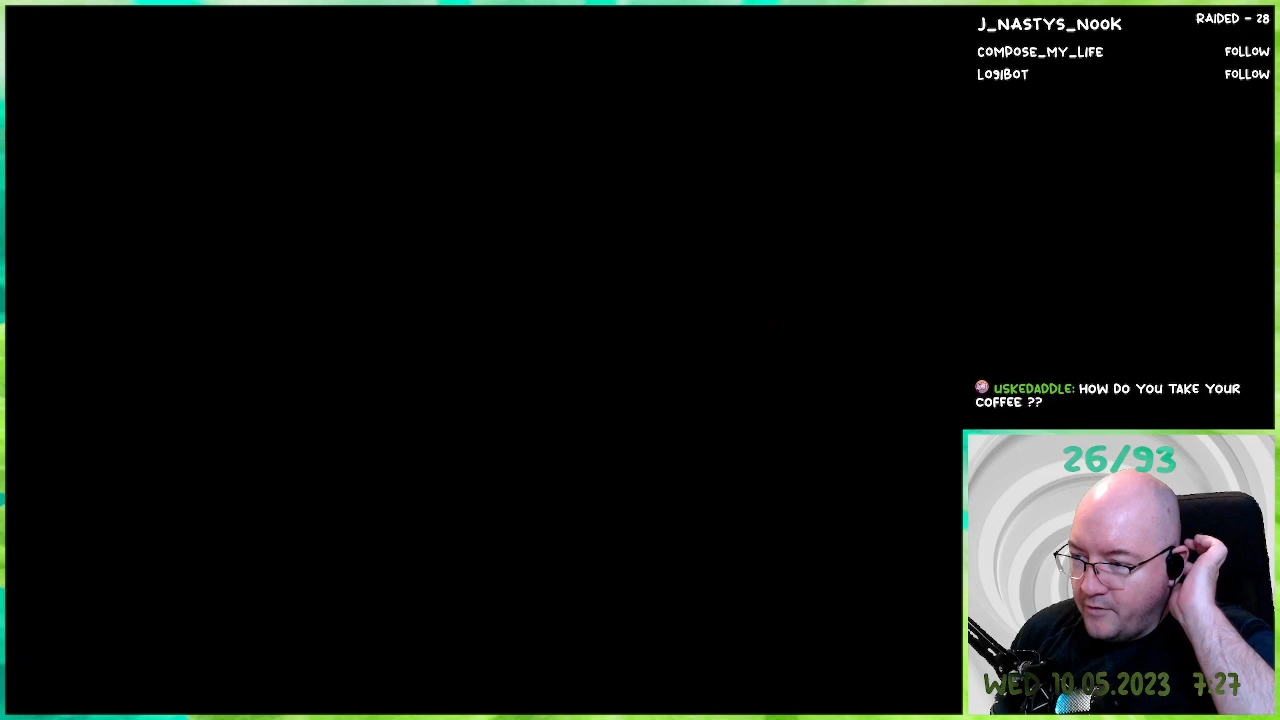 J_NASTYS_NOOK RAIDED - 28
COMPOSE_MY_LIFE FOLLOW
LOGIBOT FOLLOW
USKEDADDLE: HOW DO YOU TAKE YOUR
COFFEE ??
26/93
WED 10.05.2023 7:27